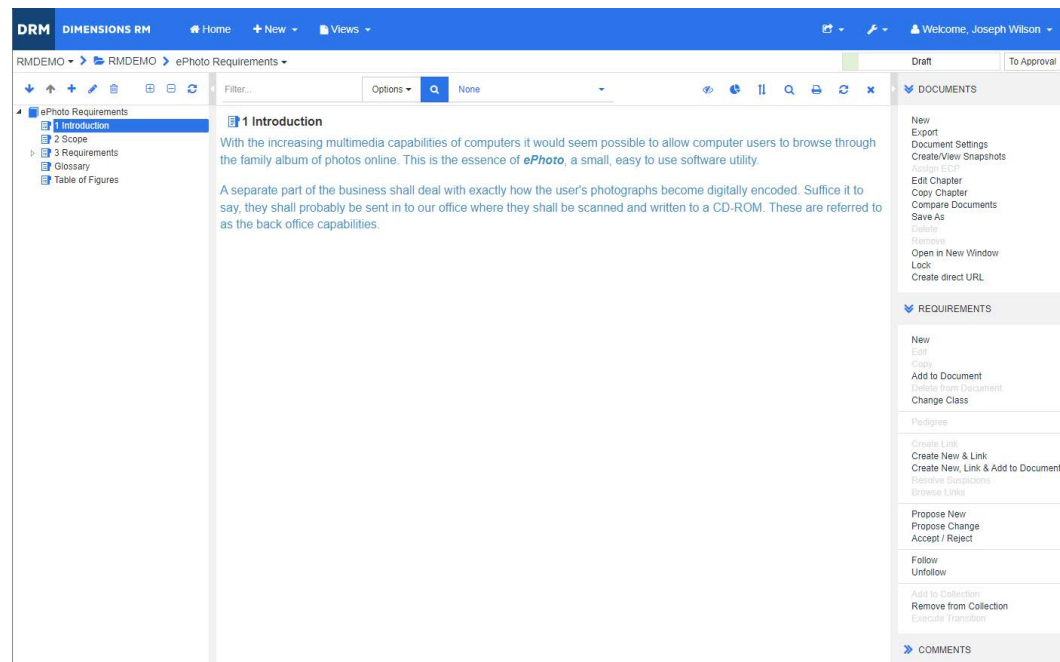 DRM DIMENSIONS RM Home New Views Welcome, Joseph Wilson
RMDEMO RMDEMO ePhoto Requirements Draft To Approval
Filter... Options None
ePhoto Requirements
1 Introduction
2 Scope
3 Requirements
Glossary
Table of Figures
1 Introduction
With the increasing multimedia capabilities of computers it would seem possible to allow computer users to browse through
the family album of photos online. This is the essence of ePhoto, a small, easy to use software utility.
A separate part of the business shall deal with exactly how the user's photographs become digitally encoded. Suffice it to
say, they shall probably be sent in to our office where they shall be scanned and written to a CD-ROM. These are referred to
as the back office capabilities.
DOCUMENTS
New
Export
Document Settings
Create/View Snapshots
Assign ECP
Edit Chapter
Copy Chapter
Compare Documents
Save As
Delete
Remove
Open in New Window
Lock
Create direct URL
REQUIREMENTS
New
Edit
Copy
Add to Document
Delete from Document
Change Class
Pedigree
Create Link
Create New & Link
Create New, Link & Add to Document
Resolve Suspicions
Browse Links
Propose New
Propose Change
Accept / Reject
Follow
Unfollow
Add to Collection
Remove from Collection
Execute Transition
COMMENTS